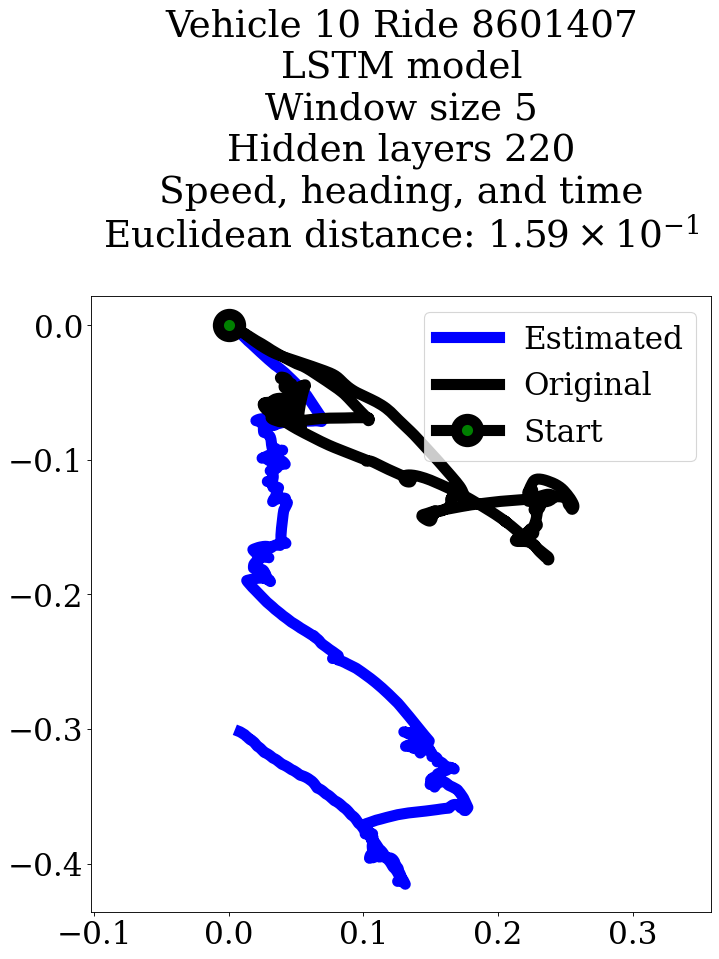 Vehicle 10 Ride 8601407
LSTM model
Window size 5
Hidden layers 220
Speed, heading, and time
Euclidean distance: 1.59 × 10⁻¹
Estimated
Original
Start
0.0
−0.1
−0.2
−0.3
−0.4
−0.1 0.0 0.1 0.2 0.3